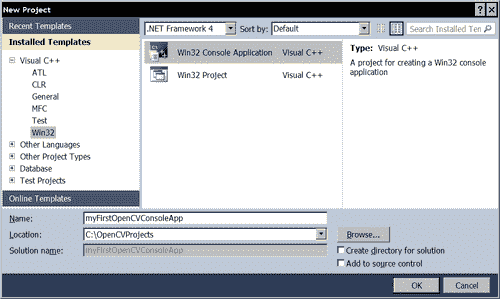 New Project
Recent Templates
.NET Framework 4
Sort by: Default
Search Installed Ten
Installed Templates
Visual C++
ATL
CLR
General
MFC
Test
Win32
Other Languages
Other Project Types
Database
Test Projects
Online Templates
Win32 Console Application Visual C++
Win32 Project Visual C++
Type: Visual C++
A project for creating a Win32 console
application
Name: myFirstOpenCVConsoleApp
Location: C:\OpenCVProjects
Browse...
Solution name: myFirstOpenCVConsoleApp
Create directory for solution
Add to source control
OK Cancel